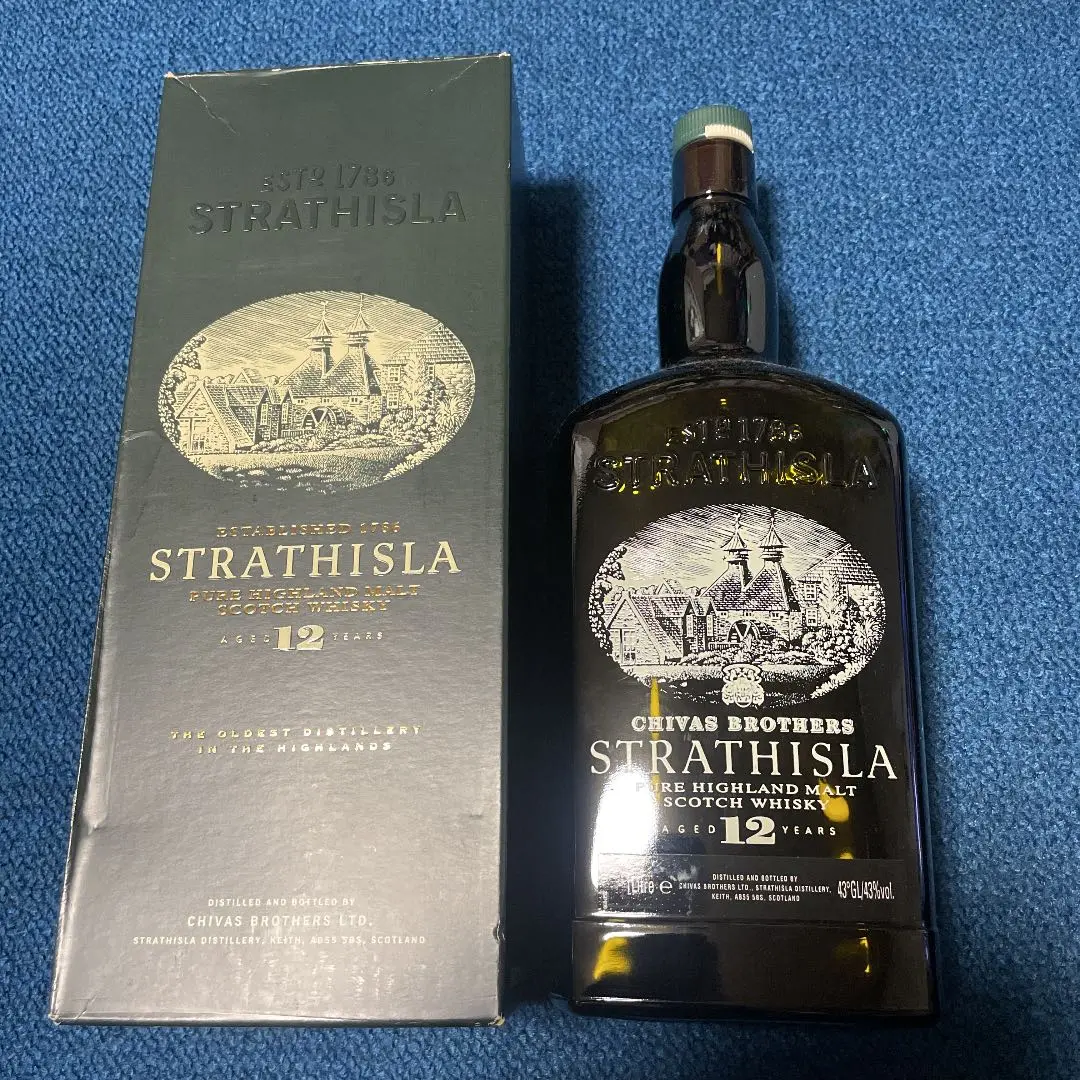 ESTD 1786
STRATHISLA
ESTABLISHED 1786
STRATHISLA
PURE HIGHLAND MALT
SCOTCH WHISKY
AGED 12 YEARS
THE OLDEST DISTILLERY
IN THE HIGHLANDS
DISTILLED AND BOTTLED BY
CHIVAS BROTHERS LTD.
STRATHISLA DISTILLERY, KEITH, AB55 5BS, SCOTLAND
ESTD 1786
STRATHISLA
CHIVAS BROTHERS
STRATHISLA
PURE HIGHLAND MALT
SCOTCH WHISKY
AGED 12 YEARS
1Litre e
DISTILLED AND BOTTLED BY
CHIVAS BROTHERS LTD., STRATHISLA DISTILLERY,
KEITH, AB55 5BS, SCOTLAND
43°GL/43%vol.